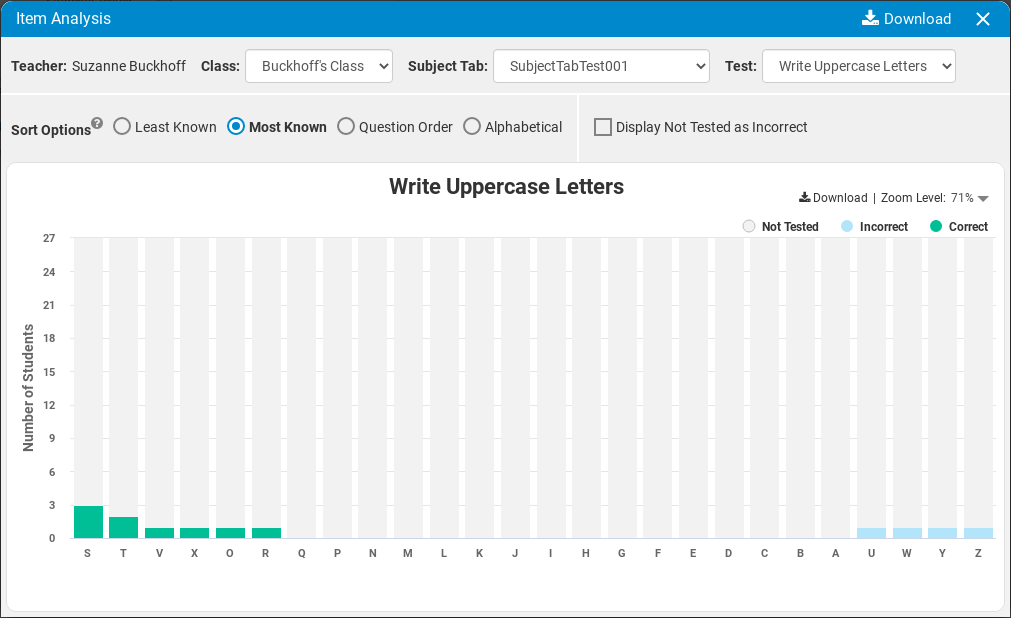 Item Analysis
Download
Teacher: Suzanne Buckhoff Class: Buckhoff's Class Subject Tab: SubjectTabTest001 Test: Write Uppercase Letters
Sort Options? Least Known Most Known Question Order Alphabetical Display Not Tested as Incorrect
Write Uppercase Letters
Download | Zoom Level: 71%
Not Tested Incorrect Correct
Number of Students
27
24
21
18
15
12
9
6
3
0
S T V X O R Q P N M L K J I H G F E D C B A U W Y Z